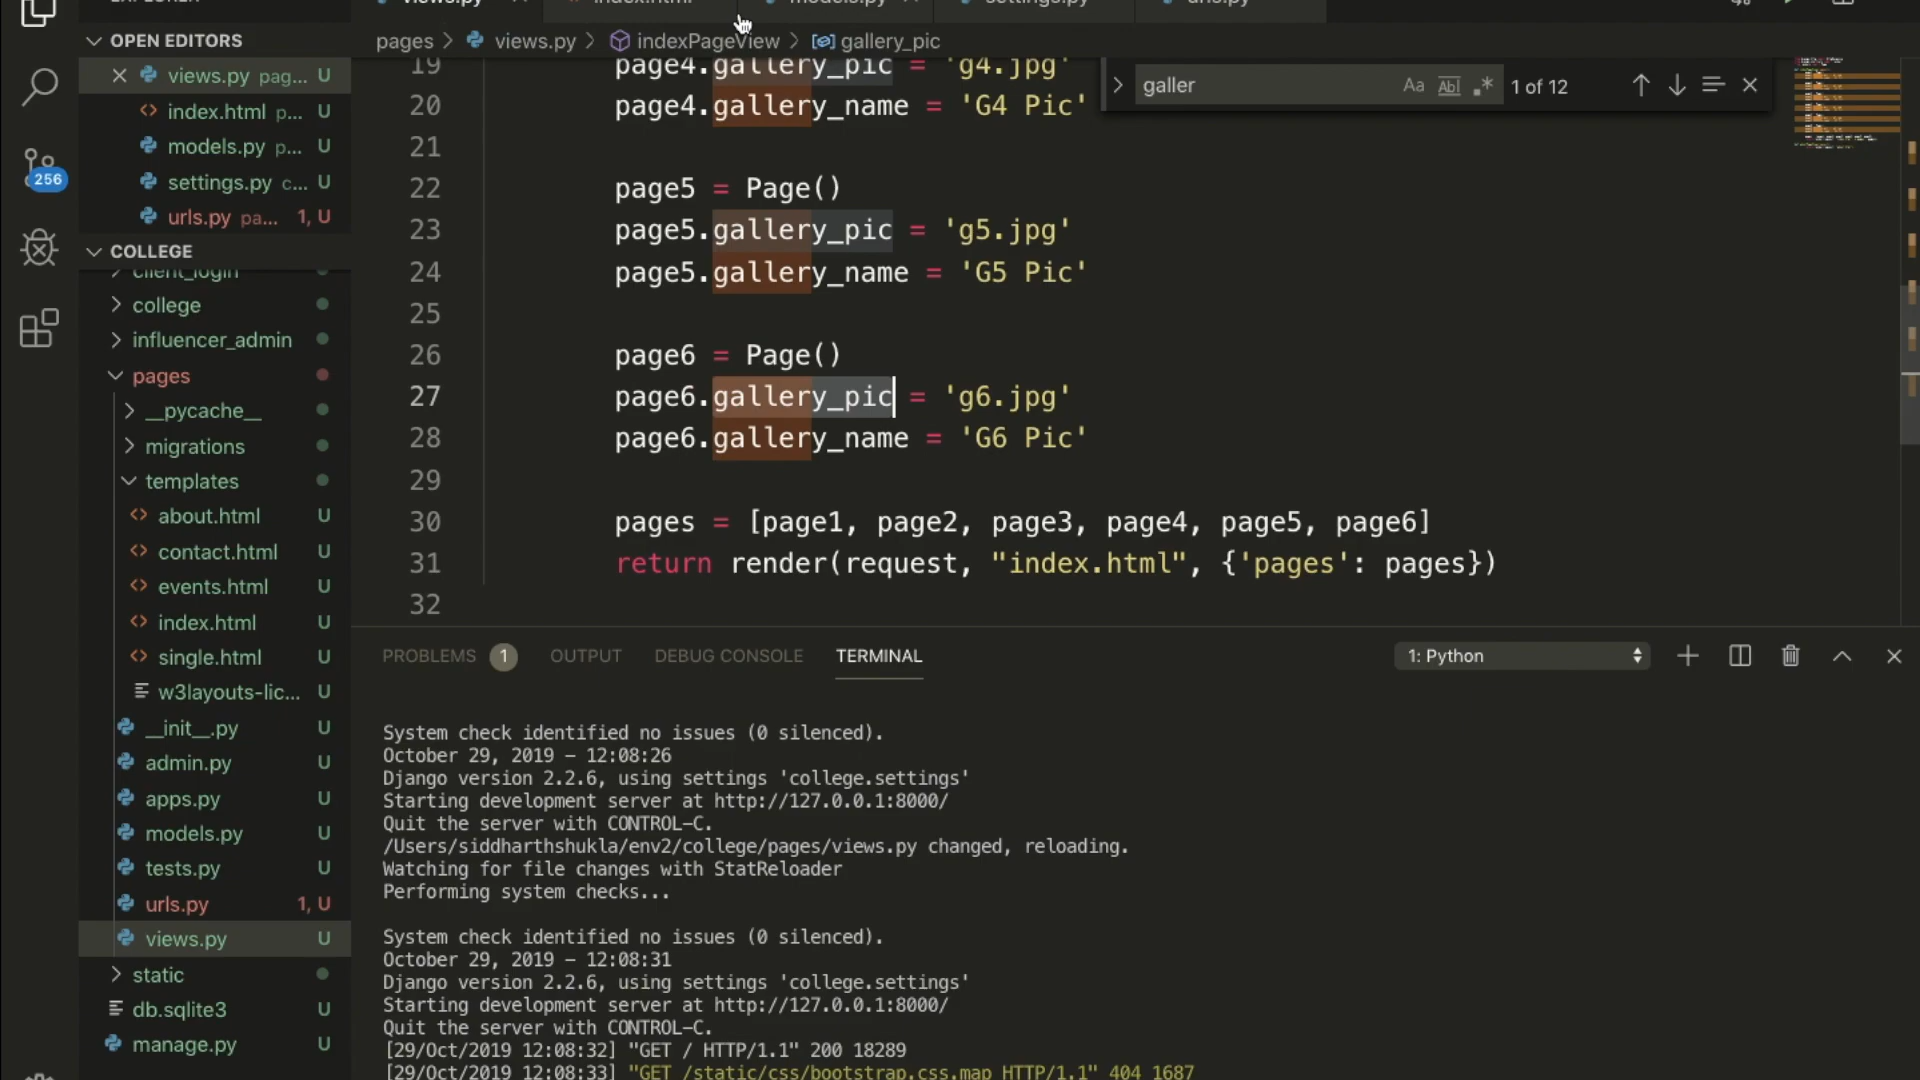 OPEN EDITORS
views.py pag... U
index.html p... U
models.py p... U
settings.py c... U
urls.py pa... 1, U
256
COLLEGE
client_login
college
influencer_admin
pages
__pycache__
migrations
templates
about.html U
contact.html U
events.html U
index.html U
single.html U
w3layouts-lic... U
__init__.py U
admin.py U
apps.py U
models.py U
tests.py U
urls.py 1, U
views.py U
static
db.sqlite3 U
manage.py U
pages > views.py > indexPageView > gallery_pic
galler Aa Abl .* 1 of 12
19 page4.gallery_pic = 'g4.jpg'
20 page4.gallery_name = 'G4 Pic'
21
22 page5 = Page()
23 page5.gallery_pic = 'g5.jpg'
24 page5.gallery_name = 'G5 Pic'
25
26 page6 = Page()
27 page6.gallery_pic = 'g6.jpg'
28 page6.gallery_name = 'G6 Pic'
29
30 pages = [page1, page2, page3, page4, page5, page6]
31 return render(request, "index.html", {'pages': pages})
32
PROBLEMS 1 OUTPUT DEBUG CONSOLE TERMINAL 1: Python
System check identified no issues (0 silenced).
October 29, 2019 - 12:08:26
Django version 2.2.6, using settings 'college.settings'
Starting development server at http://127.0.0.1:8000/
Quit the server with CONTROL-C.
/Users/siddharthshukla/env2/college/pages/views.py changed, reloading.
Watching for file changes with StatReloader
Performing system checks...
System check identified no issues (0 silenced).
October 29, 2019 - 12:08:31
Django version 2.2.6, using settings 'college.settings'
Starting development server at http://127.0.0.1:8000/
Quit the server with CONTROL-C.
[29/Oct/2019 12:08:32] "GET / HTTP/1.1" 200 18289
[29/Oct/2019 12:08:33] "GET /static/css/bootstrap.css.map HTTP/1.1" 404 1687